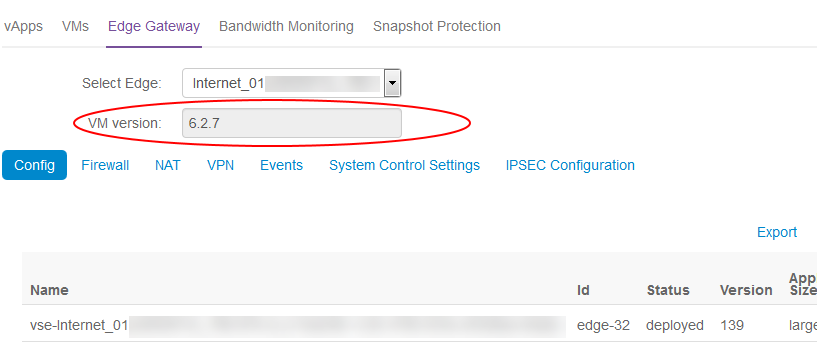 vApps VMs Edge Gateway Bandwidth Monitoring Snapshot Protection
Select Edge: Internet_01
VM version: 6.2.7
Config Firewall NAT VPN Events System Control Settings IPSEC Configuration
Export
Name Id Status Version App Size
vse-Internet_01 edge-32 deployed 139 large